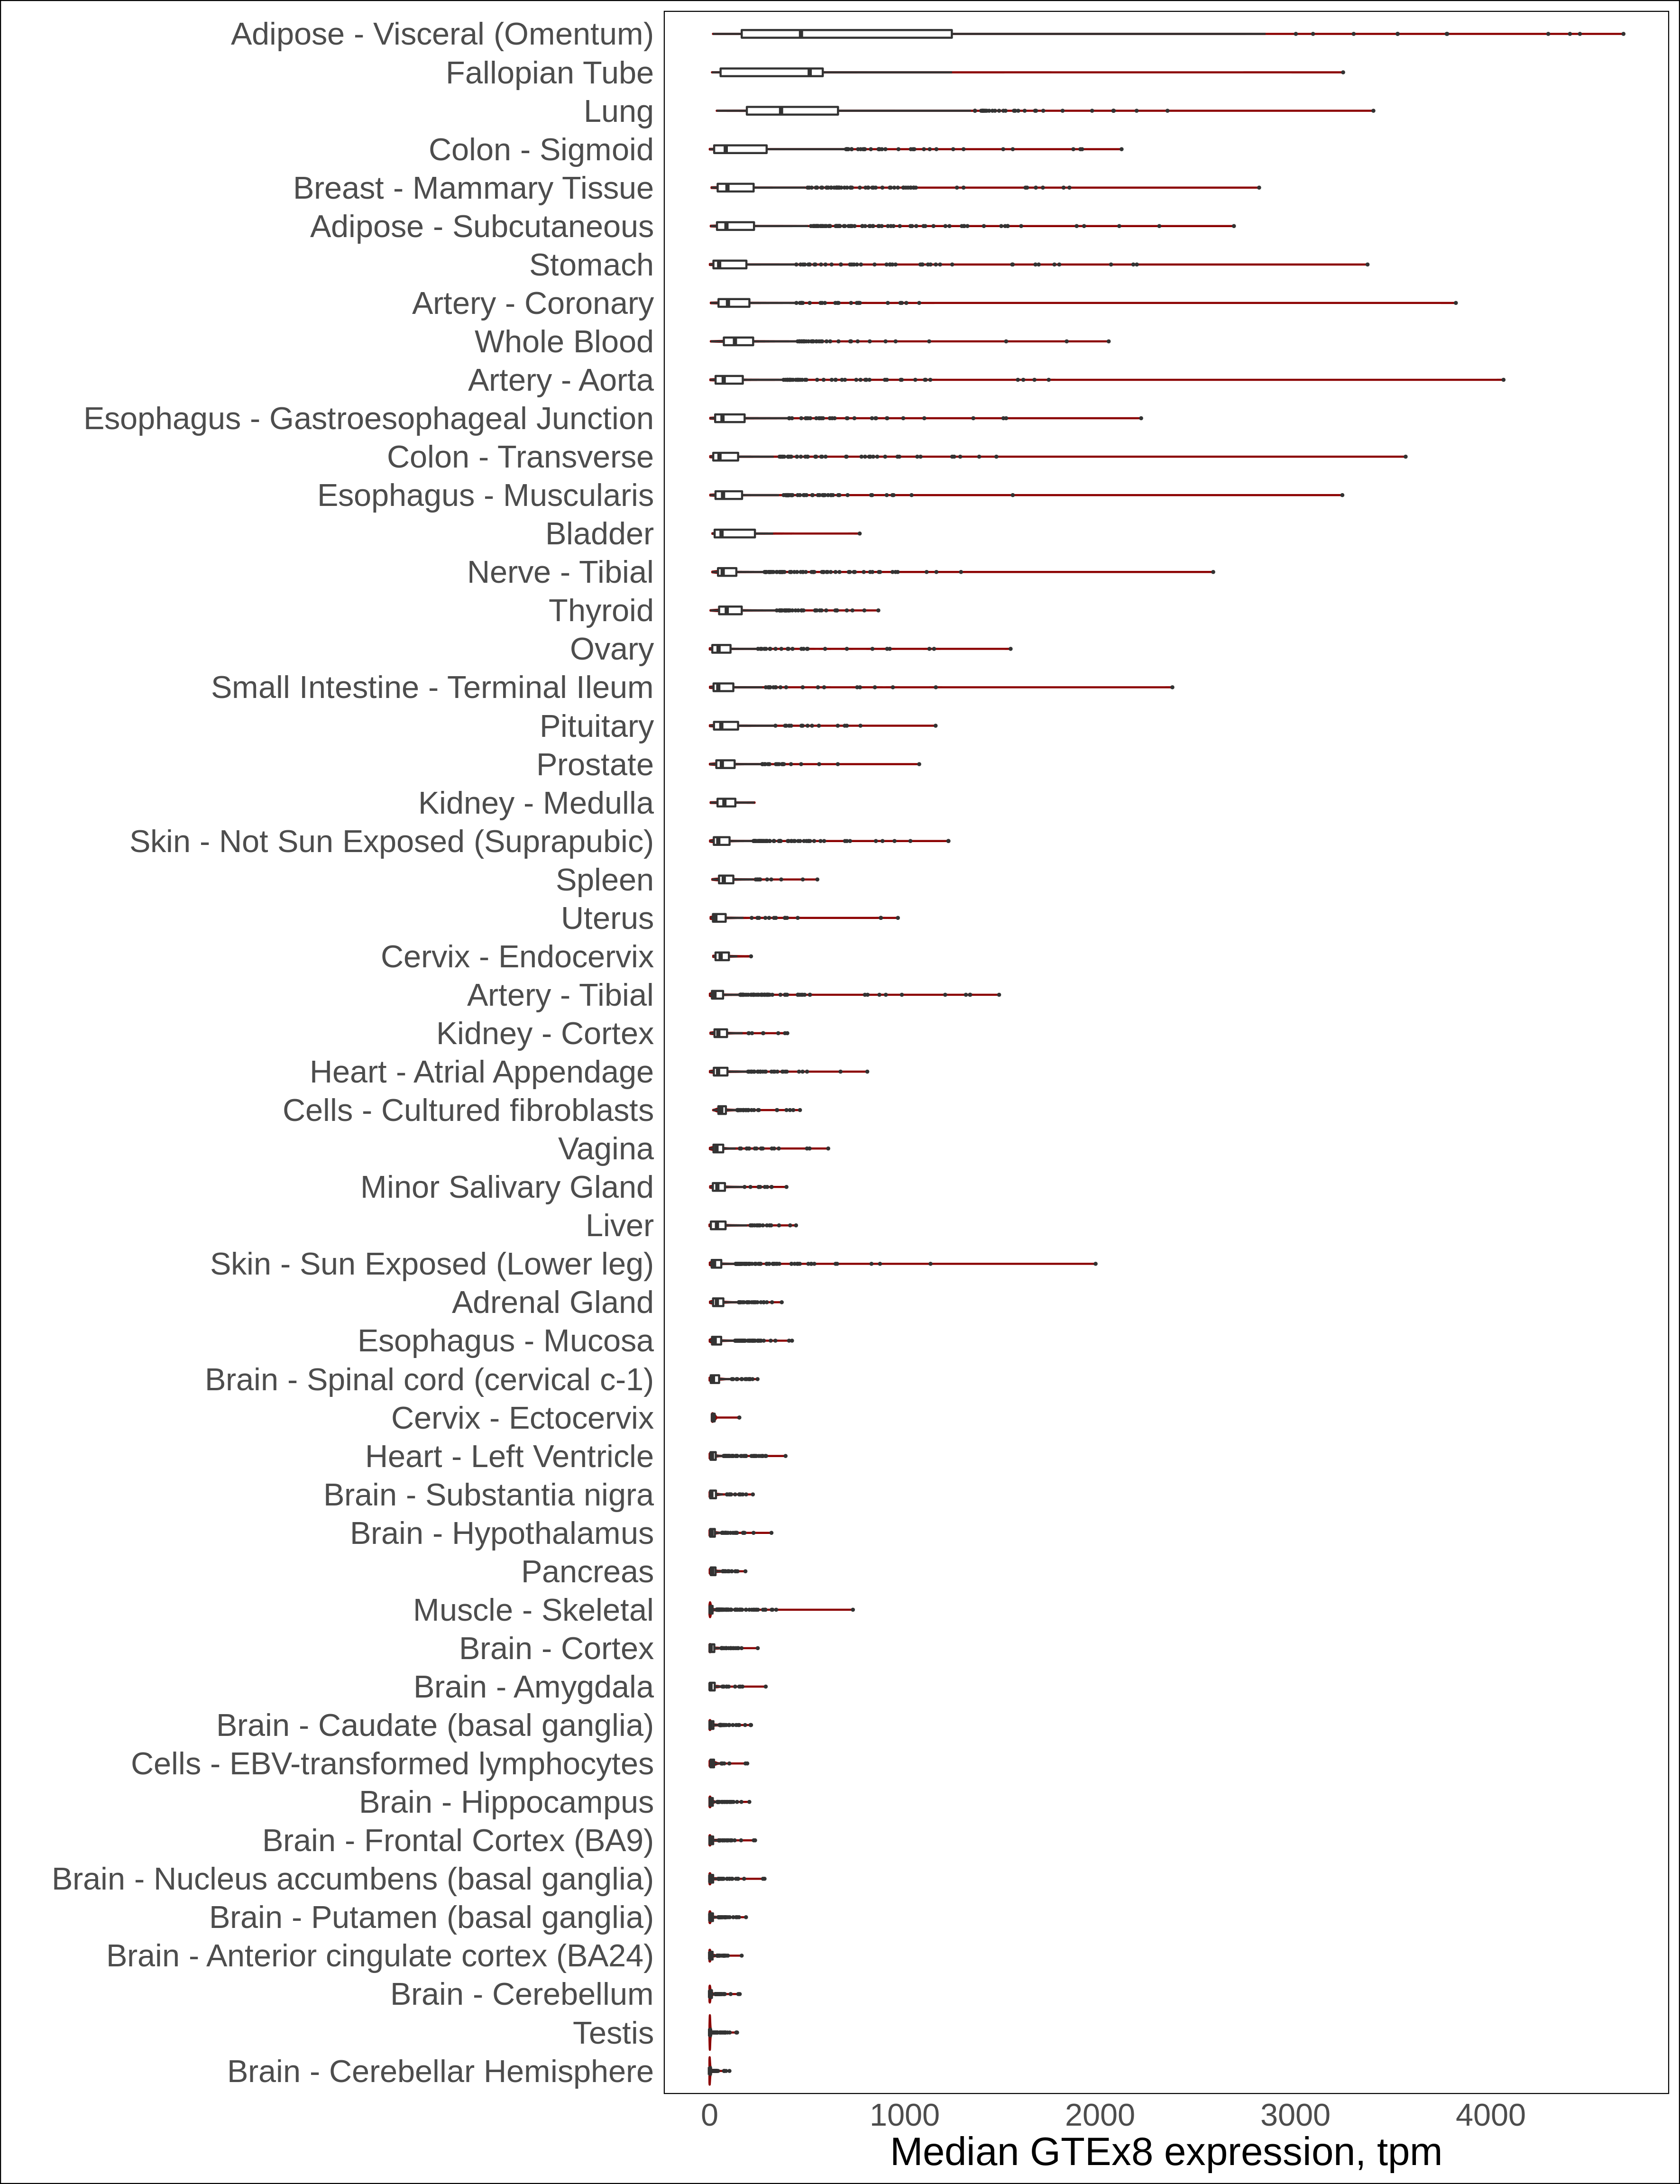 Adipose - Visceral (Omentum)
Fallopian Tube
Lung
Colon - Sigmoid
Breast - Mammary Tissue
Adipose - Subcutaneous
Stomach
Artery - Coronary
Whole Blood
Artery - Aorta
Esophagus - Gastroesophageal Junction
Colon - Transverse
Esophagus - Muscularis
Bladder
Nerve - Tibial
Thyroid
Ovary
Small Intestine - Terminal Ileum
Pituitary
Prostate
Kidney - Medulla
Skin - Not Sun Exposed (Suprapubic)
Spleen
Uterus
Cervix - Endocervix
Artery - Tibial
Kidney - Cortex
Heart - Atrial Appendage
Cells - Cultured fibroblasts
Vagina
Minor Salivary Gland
Liver
Skin - Sun Exposed (Lower leg)
Adrenal Gland
Esophagus - Mucosa
Brain - Spinal cord (cervical c-1)
Cervix - Ectocervix
Heart - Left Ventricle
Brain - Substantia nigra
Brain - Hypothalamus
Pancreas
Muscle - Skeletal
Brain - Cortex
Brain - Amygdala
Brain - Caudate (basal ganglia)
Cells - EBV-transformed lymphocytes
Brain - Hippocampus
Brain - Frontal Cortex (BA9)
Brain - Nucleus accumbens (basal ganglia)
Brain - Putamen (basal ganglia)
Brain - Anterior cingulate cortex (BA24)
Brain - Cerebellum
Testis
Brain - Cerebellar Hemisphere
0 1000 2000 3000 4000
Median GTEx8 expression, tpm